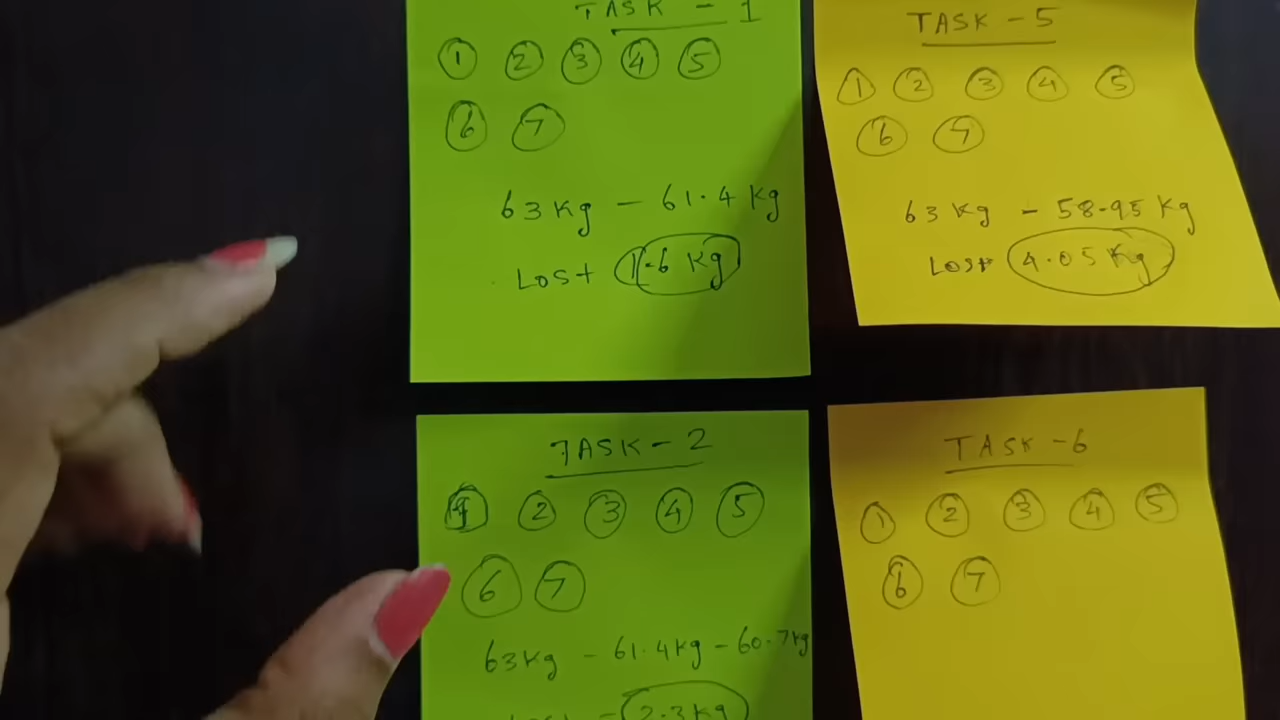 TASK - 1
1 2 3 4 5
6 7
63 Kg - 61.4 Kg
Lost 1.6 Kg
TASK - 2
1 2 3 4 5
6 7
63 Kg - 61.4 Kg - 60.7 Kg
Lost - 2.3 Kg
TASK - 5
1 2 3 4 5
6 7
63 Kg - 58.95 Kg
Lost 4.05 Kg
TASK - 6
1 2 3 4 5
6 7